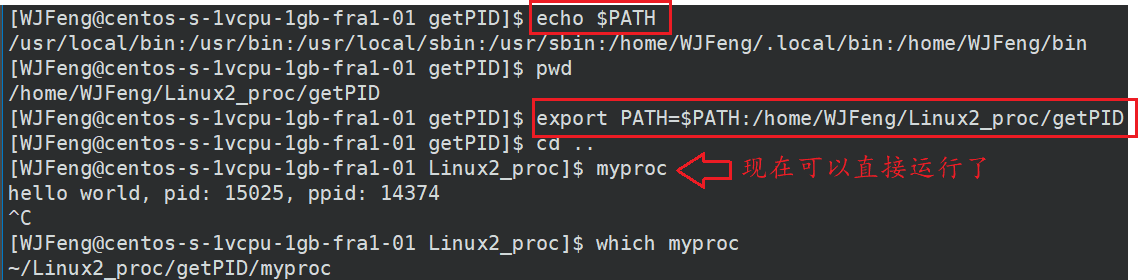 [WJFeng@centos-s-1vcpu-1gb-fra1-01 getPID]$ echo $PATH
/usr/local/bin:/usr/bin:/usr/local/sbin:/usr/sbin:/home/WJFeng/.local/bin:/home/WJFeng/bin
[WJFeng@centos-s-1vcpu-1gb-fra1-01 getPID]$ pwd
/home/WJFeng/Linux2_proc/getPID
[WJFeng@centos-s-1vcpu-1gb-fra1-01 getPID]$ export PATH=$PATH:/home/WJFeng/Linux2_proc/getPID
[WJFeng@centos-s-1vcpu-1gb-fra1-01 getPID]$ cd ..
[WJFeng@centos-s-1vcpu-1gb-fra1-01 Linux2_proc]$ myproc 现在可以直接运行了
hello world, pid: 15025, ppid: 14374
^C
[WJFeng@centos-s-1vcpu-1gb-fra1-01 Linux2_proc]$ which myproc
~/Linux2_proc/getPID/myproc